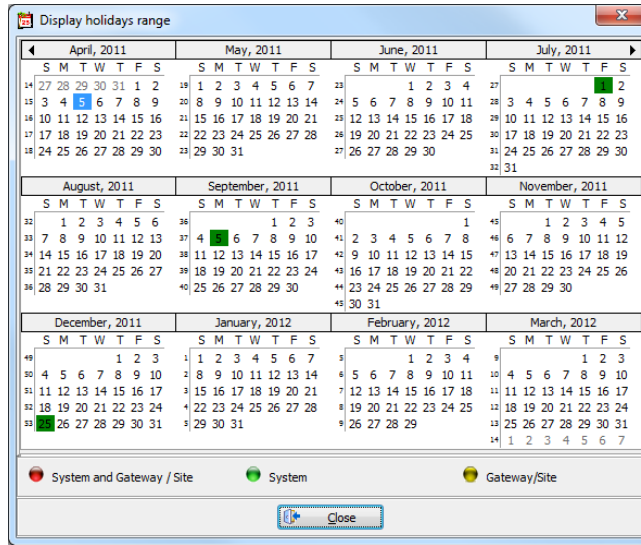 Display holidays range
April, 2011 May, 2011 June, 2011 July, 2011
S M T W T F S S M T W T F S S M T W T F S S M T W T F S
14 27 28 29 30 31 1 2 19 1 2 3 4 5 6 7 23 1 2 3 4 27 1 2
15 3 4 5 6 7 8 9 20 8 9 10 11 12 13 14 24 5 6 7 8 9 10 11 28 3 4 5 6 7 8 9
16 10 11 12 13 14 15 16 21 15 16 17 18 19 20 21 25 12 13 14 15 16 17 18 29 10 11 12 13 14 15 16
17 17 18 19 20 21 22 23 22 22 23 24 25 26 27 28 26 19 20 21 22 23 24 25 30 17 18 19 20 21 22 23
18 24 25 26 27 28 29 30 23 29 30 31 27 26 27 28 29 30 31 24 25 26 27 28 29 30
32 31
August, 2011 September, 2011 October, 2011 November, 2011
S M T W T F S S M T W T F S S M T W T F S S M T W T F S
32 1 2 3 4 5 6 36 1 2 3 40 1 45 1 2 3 4 5
33 7 8 9 10 11 12 13 37 4 5 6 7 8 9 10 41 2 3 4 5 6 7 8 46 6 7 8 9 10 11 12
34 14 15 16 17 18 19 20 38 11 12 13 14 15 16 17 42 9 10 11 12 13 14 15 47 13 14 15 16 17 18 19
35 21 22 23 24 25 26 27 39 18 19 20 21 22 23 24 43 16 17 18 19 20 21 22 48 20 21 22 23 24 25 26
36 28 29 30 31 40 25 26 27 28 29 30 44 23 24 25 26 27 28 29 49 27 28 29 30
45 30 31
December, 2011 January, 2012 February, 2012 March, 2012
S M T W T F S S M T W T F S S M T W T F S S M T W T F S
49 1 2 3 1 1 2 3 4 5 6 7 5 1 2 3 4 9 1 2 3
50 4 5 6 7 8 9 10 2 8 9 10 11 12 13 14 6 5 6 7 8 9 10 11 10 4 5 6 7 8 9 10
51 11 12 13 14 15 16 17 3 15 16 17 18 19 20 21 7 12 13 14 15 16 17 18 11 11 12 13 14 15 16 17
52 18 19 20 21 22 23 24 4 22 23 24 25 26 27 28 8 19 20 21 22 23 24 25 12 18 19 20 21 22 23 24
53 25 26 27 28 29 30 31 5 29 30 31 9 26 27 28 29 13 25 26 27 28 29 30 31
14 1 2 3 4 5 6 7
System and Gateway / Site System Gateway/Site
Close